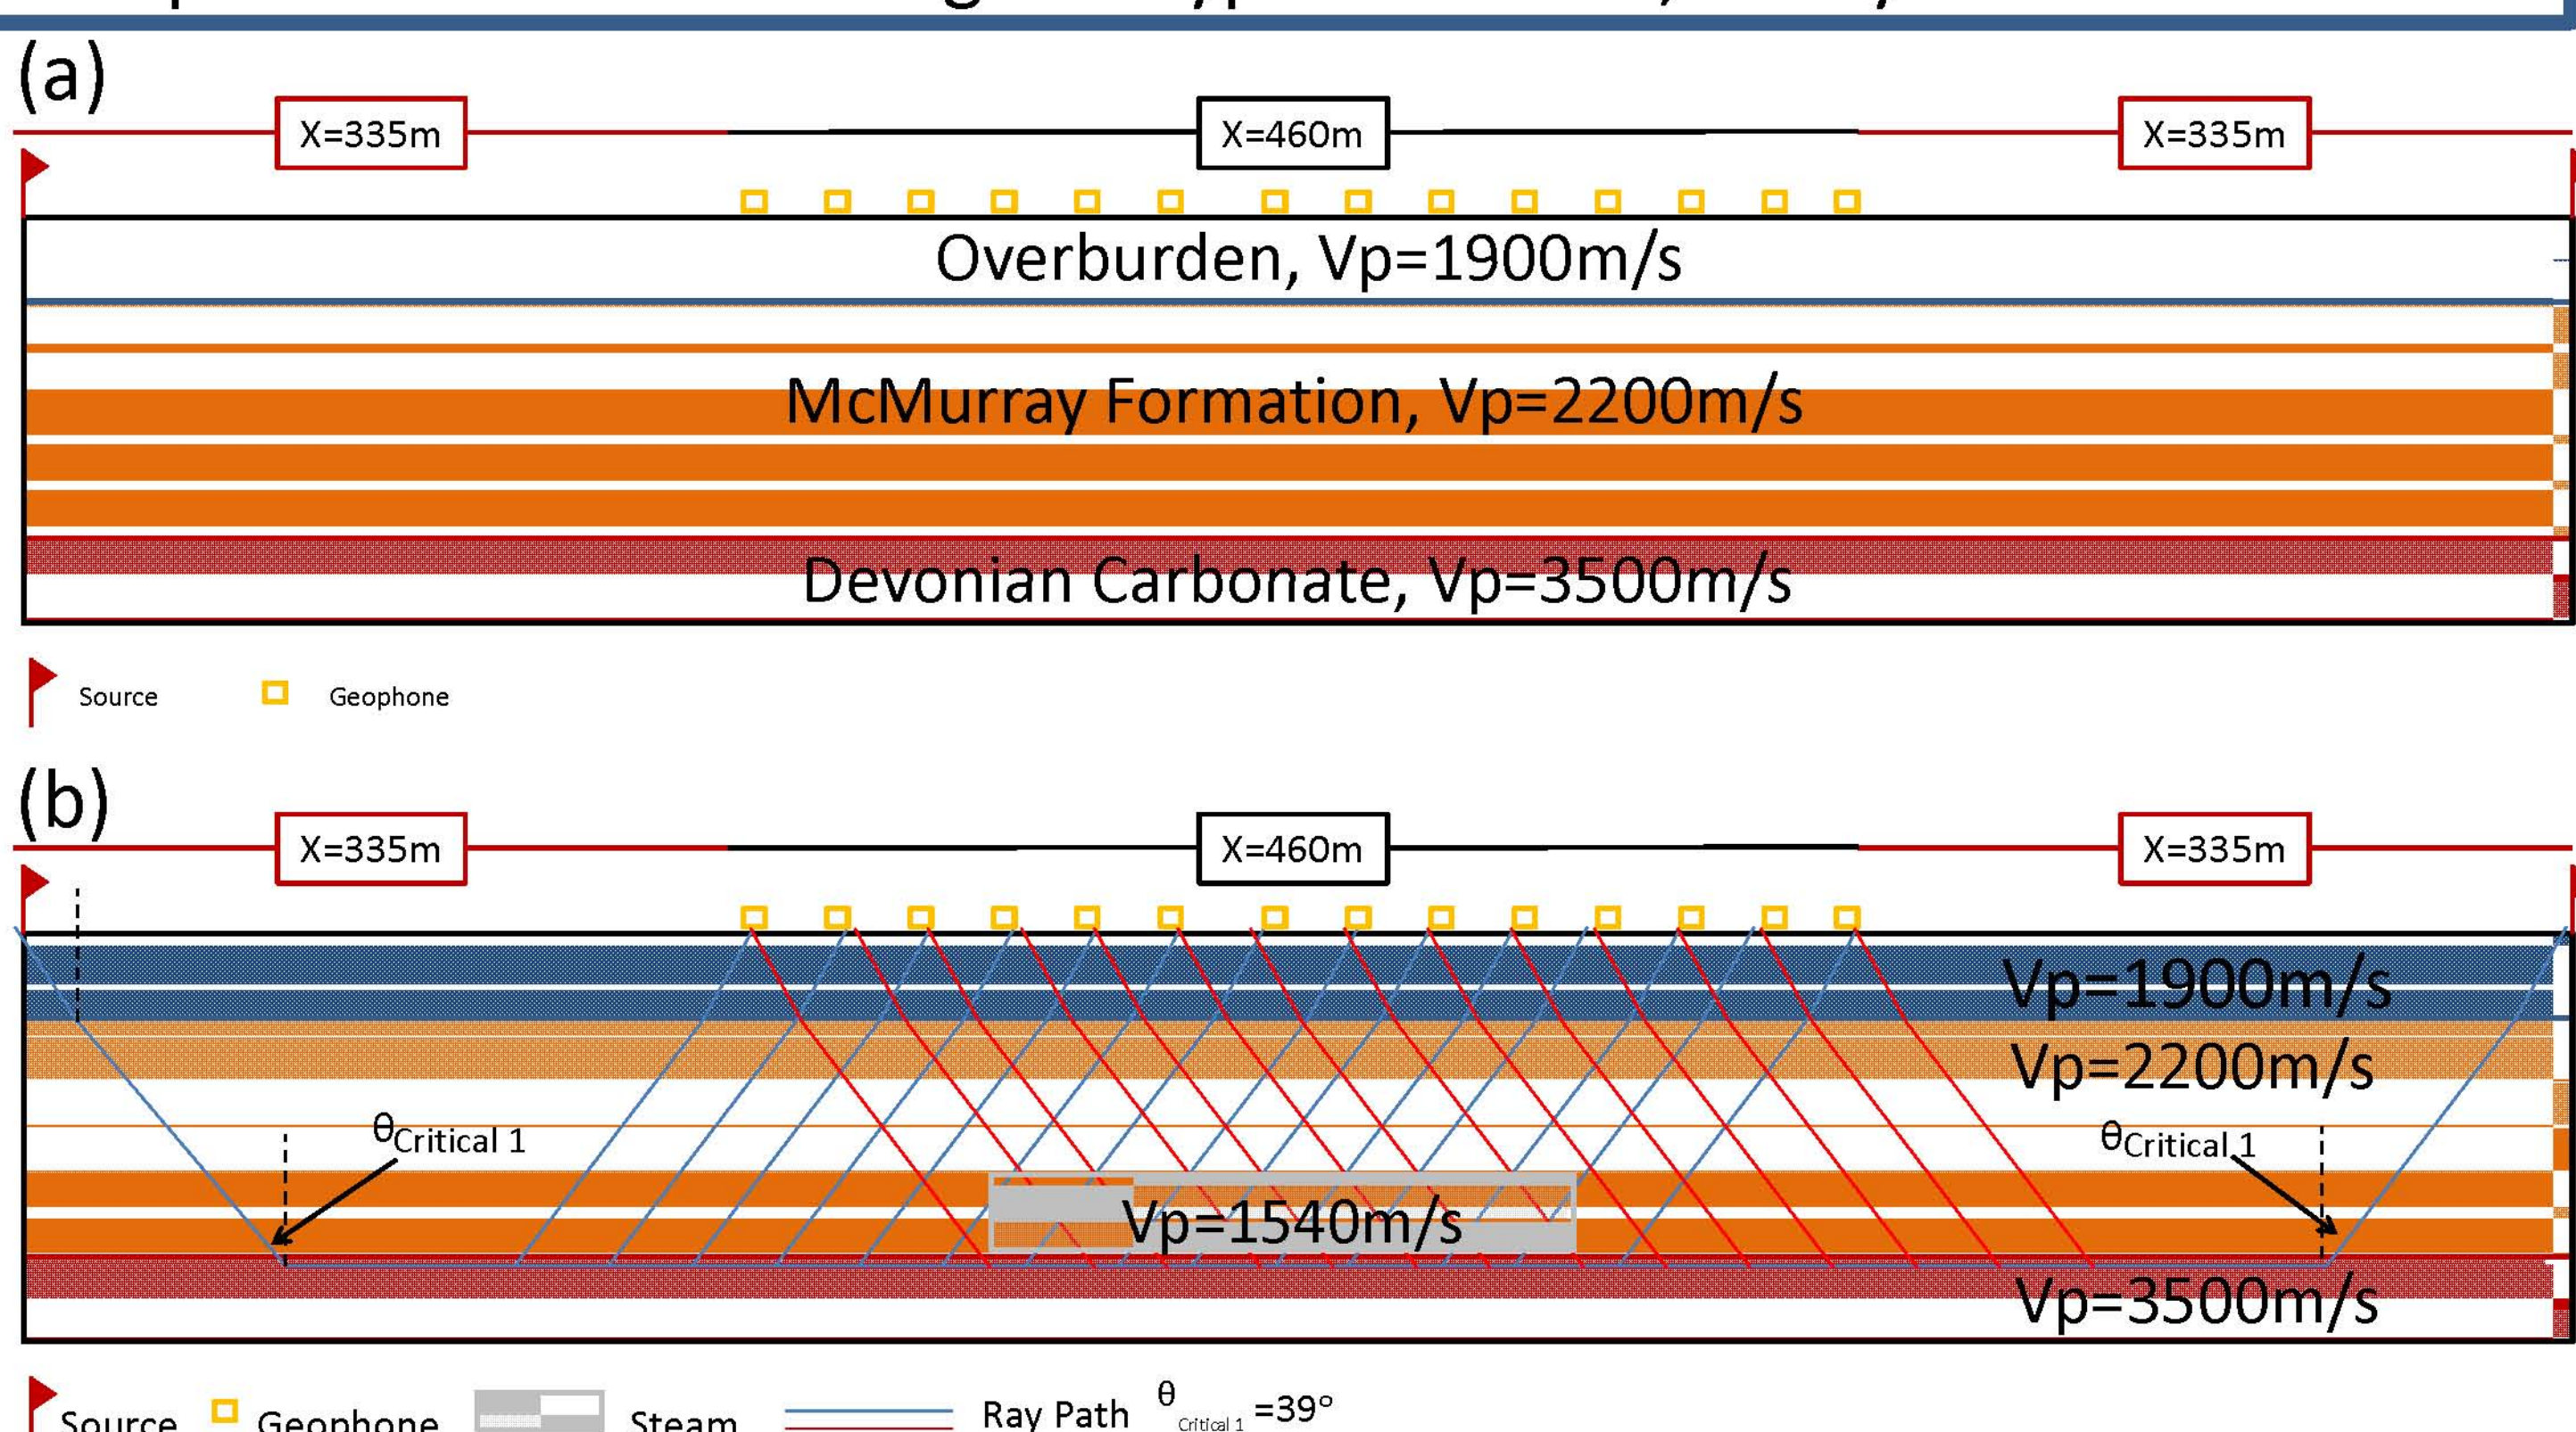 (a)
X=335m X=460m X=335m
Overburden, Vp=1900m/s
McMurray Formation, Vp=2200m/s
Devonian Carbonate, Vp=3500m/s
Source Geophone
(b)
X=335m X=460m X=335m
Vp=1900m/s
Vp=2200m/s
θCritical 1 θCritical 1
Vp=1540m/s
Vp=3500m/s
Source Geophone Steam Ray Path θCritical 1 =39°